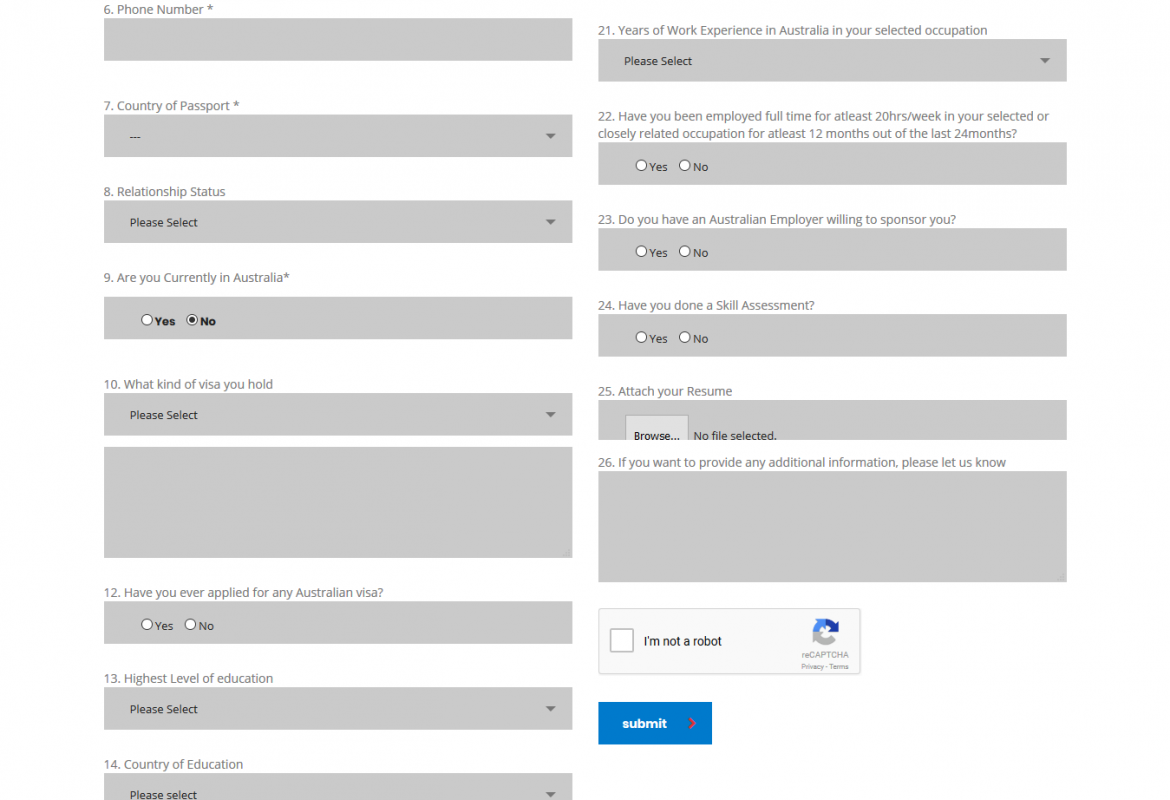 6. Phone Number *
7. Country of Passport *
---
8. Relationship Status
Please Select
9. Are you Currently in Australia*
Yes No
10. What kind of visa you hold
Please Select
12. Have you ever applied for any Australian visa?
Yes No
13. Highest Level of education
Please Select
14. Country of Education
Please select
21. Years of Work Experience in Australia in your selected occupation
Please Select
22. Have you been employed full time for atleast 20hrs/week in your selected or
closely related occupation for atleast 12 months out of the last 24months?
Yes No
23. Do you have an Australian Employer willing to sponsor you?
Yes No
24. Have you done a Skill Assessment?
Yes No
25. Attach your Resume
Browse... No file selected.
26. If you want to provide any additional information, please let us know
I'm not a robot
reCAPTCHA
Privacy - Terms
submit